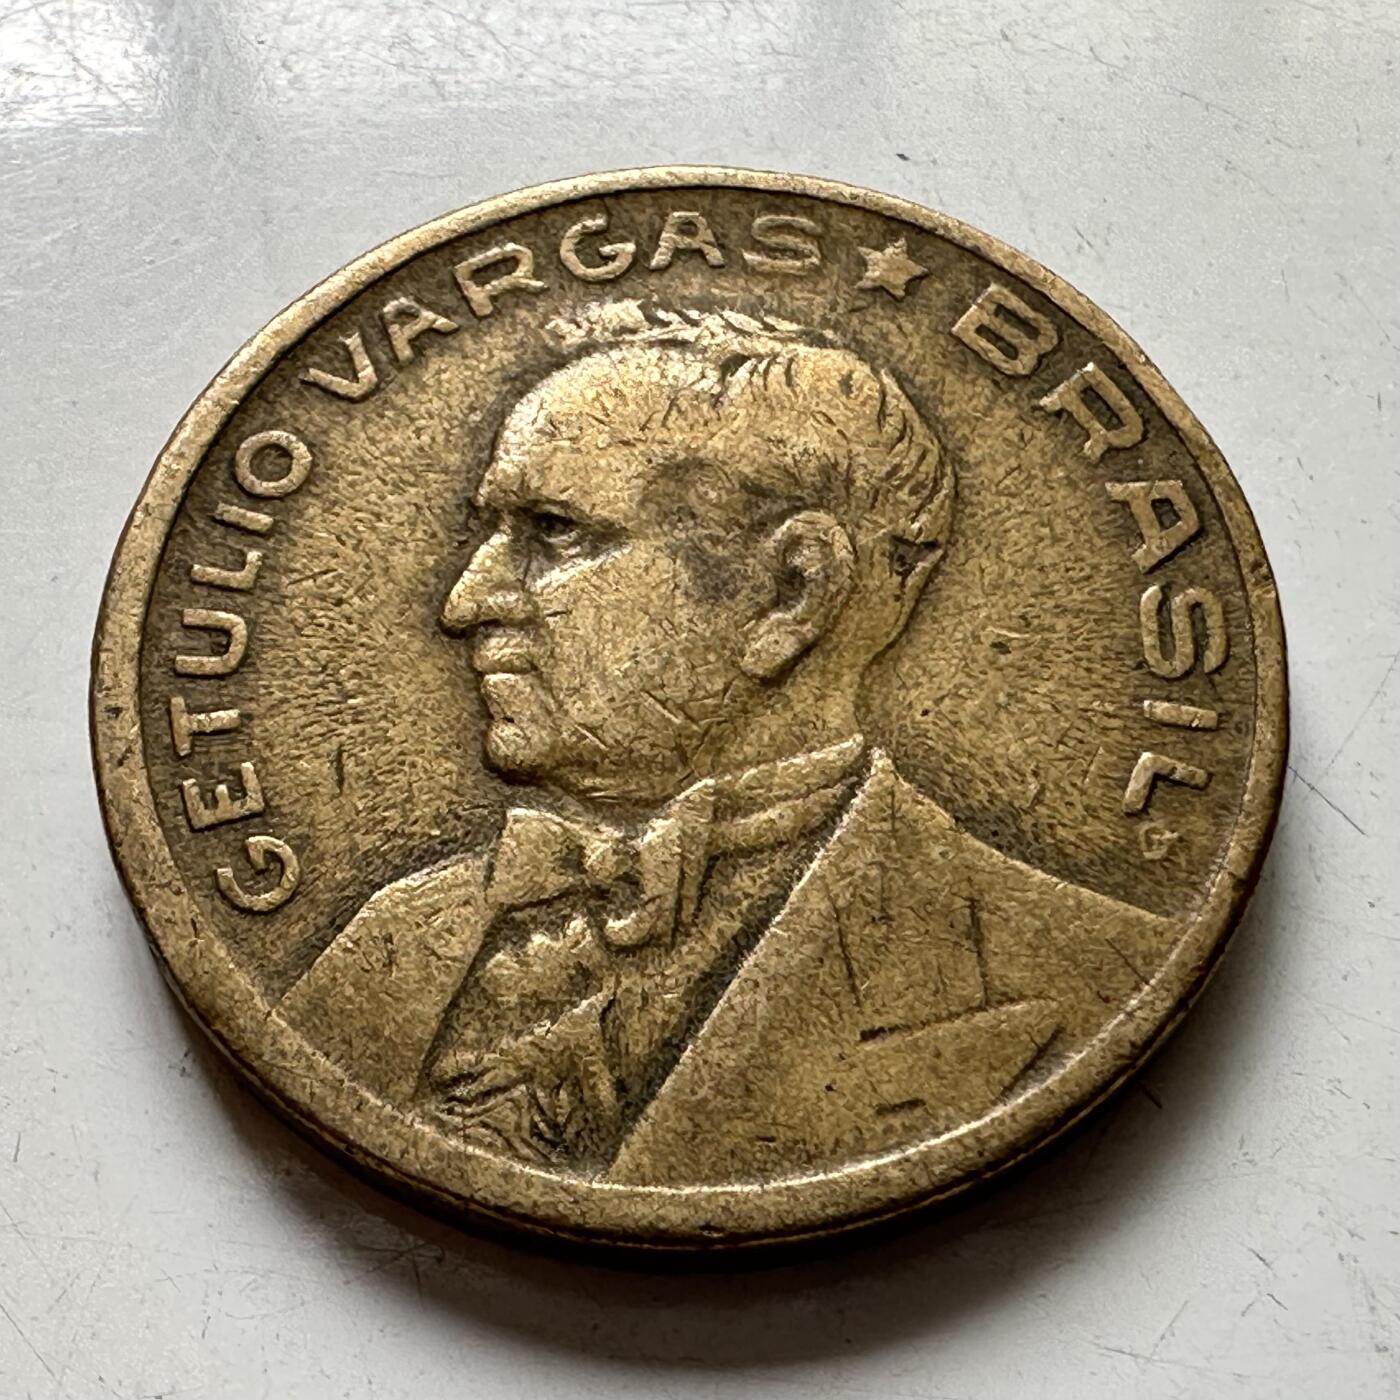 GETULIO VARGAS ★ BRASIL